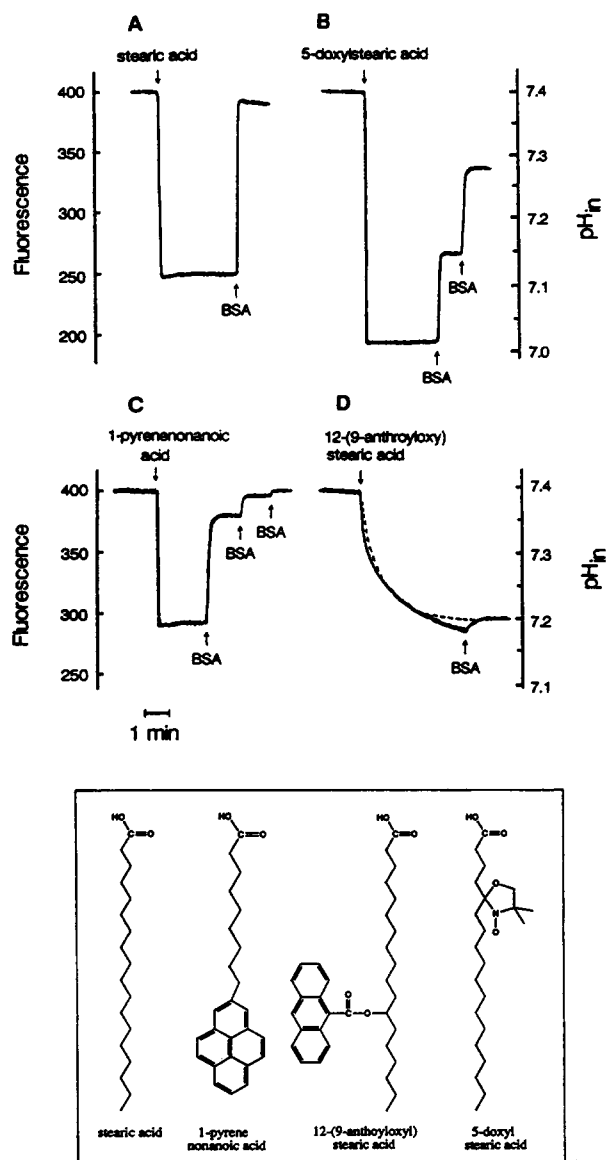 A
B
stearic acid
5-doxylstearic acid
↓
↓
400
350
300
250
200
Fluorescence
7.4
7.3
7.2
7.1
7.0
pHin
↑
BSA
↑
BSA
↑
BSA
C
D
1-pyrenenonanoic
acid
12-(9-anthroyloxy)
stearic acid
↓
↓
400
350
300
250
Fluorescence
7.4
7.3
7.2
7.1
pHin
↑
BSA
↑
BSA
↑
BSA
↑
BSA
1 min
HO
C=O
HO
C=O
HO
C=O
HO
C=O
O
N
O
O
C-O
stearic acid
1-pyrene
nonanoic acid
12-(9-anthoyloxyl)
stearic acid
5-doxyl
stearic acid